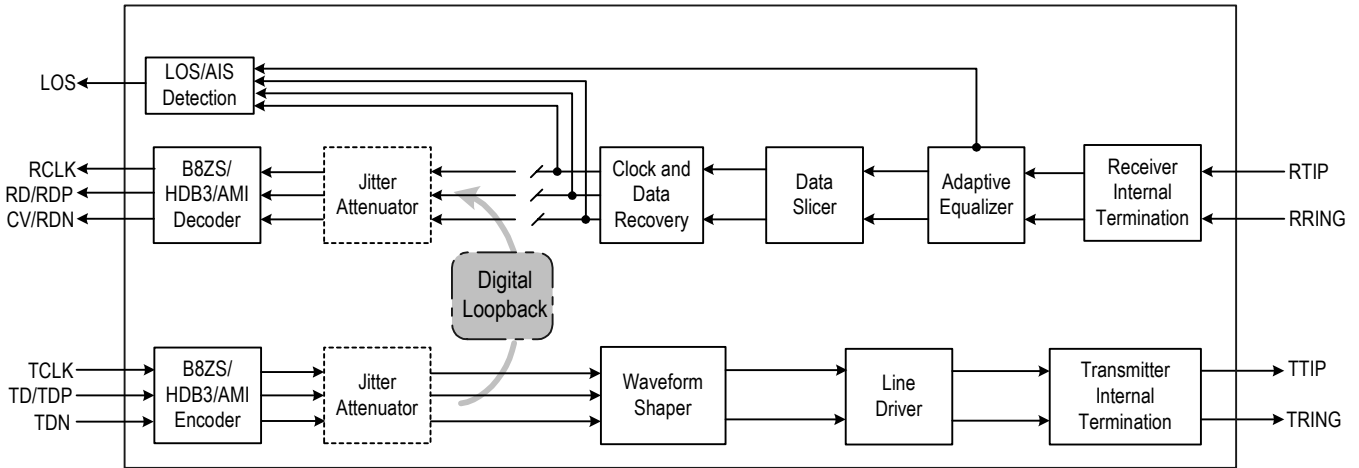 LOS
LOS/AIS
Detection
RCLK
RD/RDP
CV/RDN
B8ZS/
HDB3/AMI
Decoder
Jitter
Attenuator
Clock and
Data
Recovery
Data
Slicer
Adaptive
Equalizer
Receiver
Internal
Termination
RTIP
RRING
Digital
Loopback
TCLK
TD/TDP
TDN
B8ZS/
HDB3/AMI
Encoder
Jitter
Attenuator
Waveform
Shaper
Line
Driver
Transmitter
Internal
Termination
TTIP
TRING